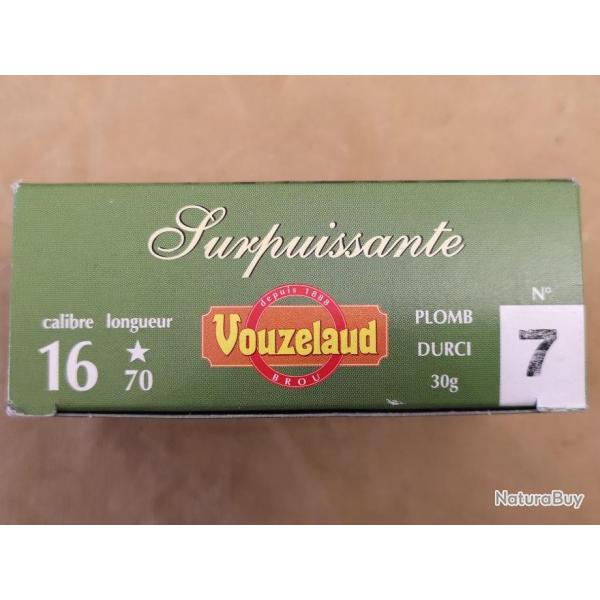 Surpuissante
calibre longueur
16 ★ 70
depuis 1888
Vouzelaud
BROU
PLOMB
DURCI
30g
N°
7
NaturaBuy